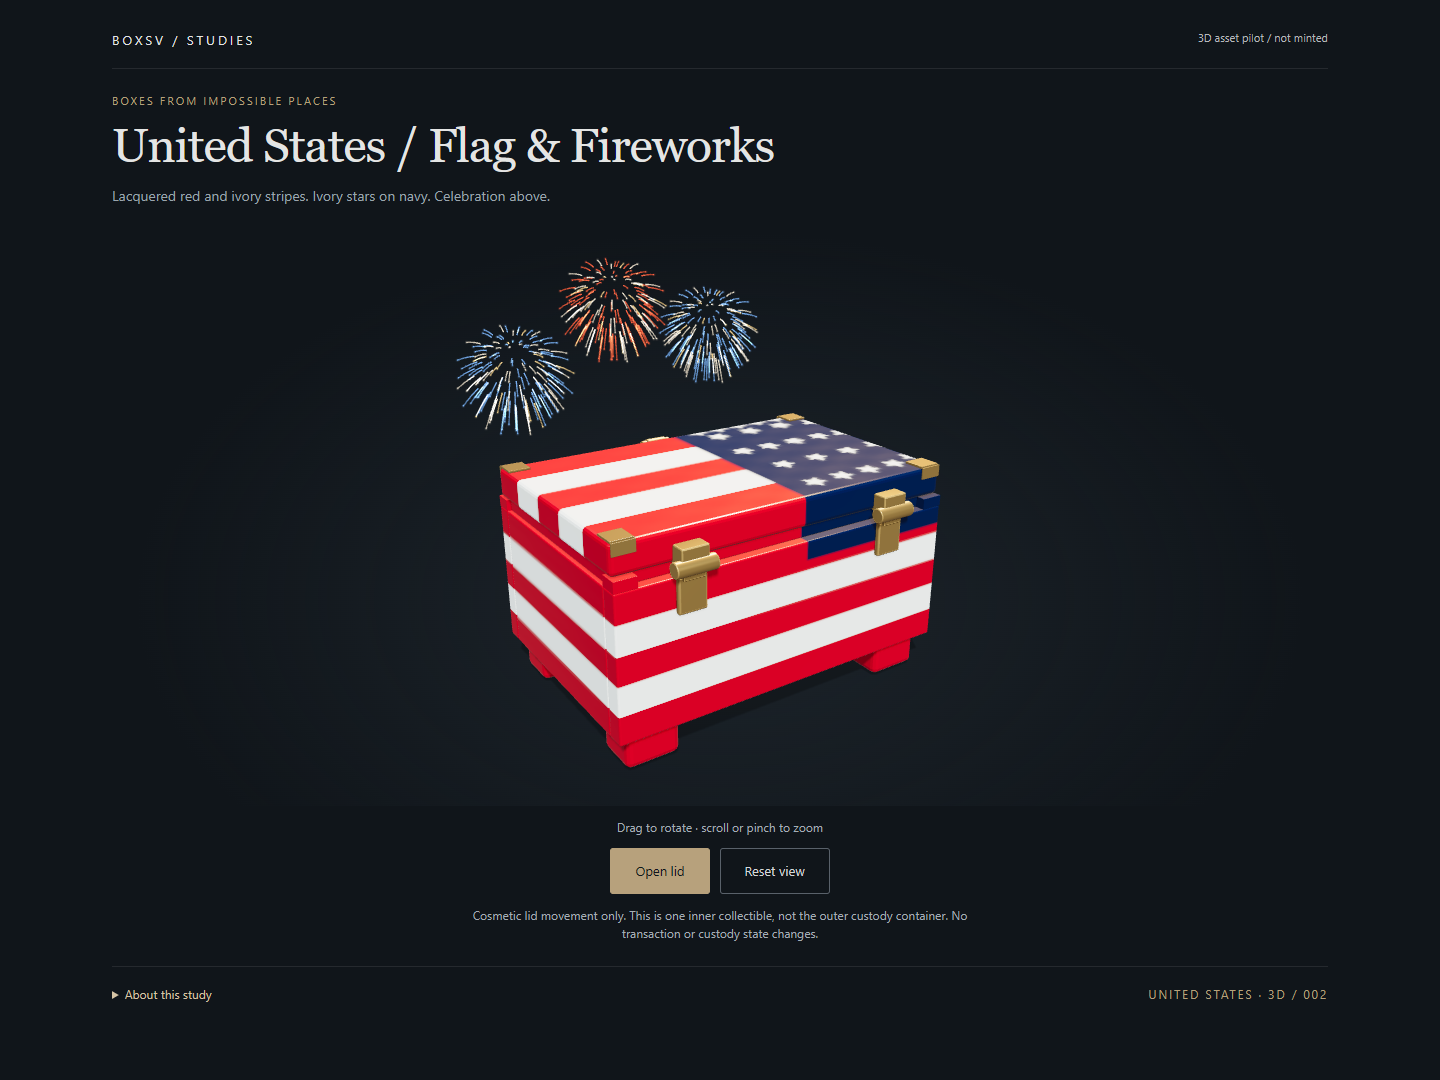 BOXSV / STUDIES
3D asset pilot / not minted
BOXES FROM IMPOSSIBLE PLACES
United States / Flag & Fireworks
Lacquered red and ivory stripes. Ivory stars on navy. Celebration above.
Drag to rotate · scroll or pinch to zoom
Open lid
Reset view
Cosmetic lid movement only. This is one inner collectible, not the outer custody container. No
transaction or custody state changes.
About this study
UNITED STATES · 3D / 002